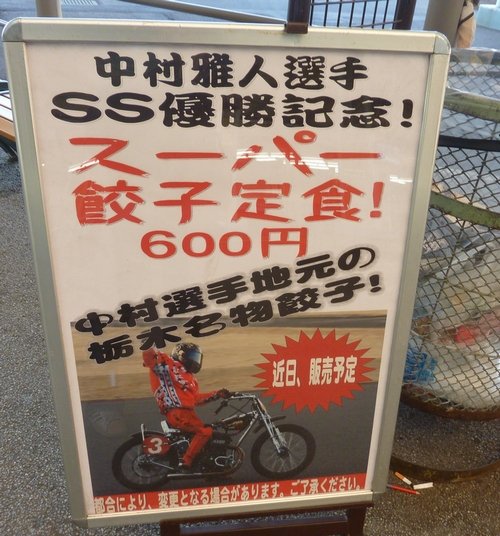 中村雅人選手
SS優勝記念!
スーパー
餃子定食!
600円
中村選手地元の
栃木名物餃子!
近日、販売予定
3
都合により、変更となる場合があります。ご了承ください。